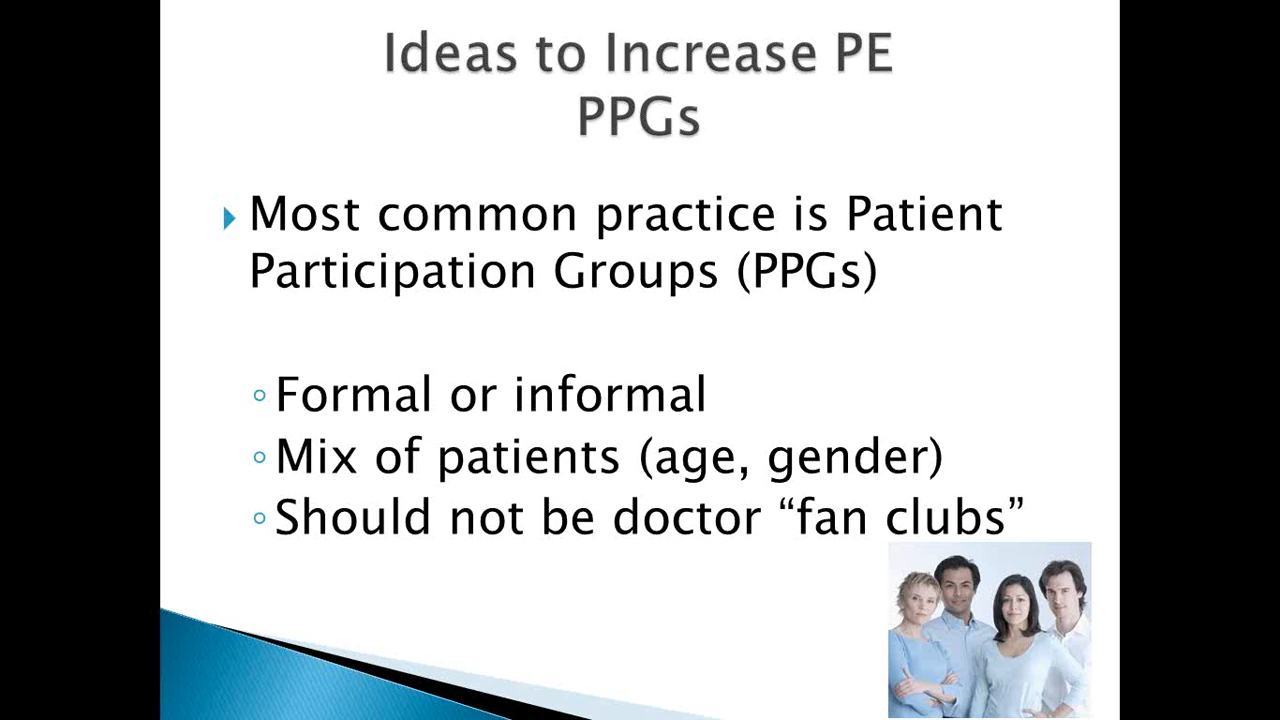 Ideas to Increase PE
PPGs
Most common practice is Patient
Participation Groups (PPGs)
Formal or informal
Mix of patients (age, gender)
Should not be doctor “fan clubs”